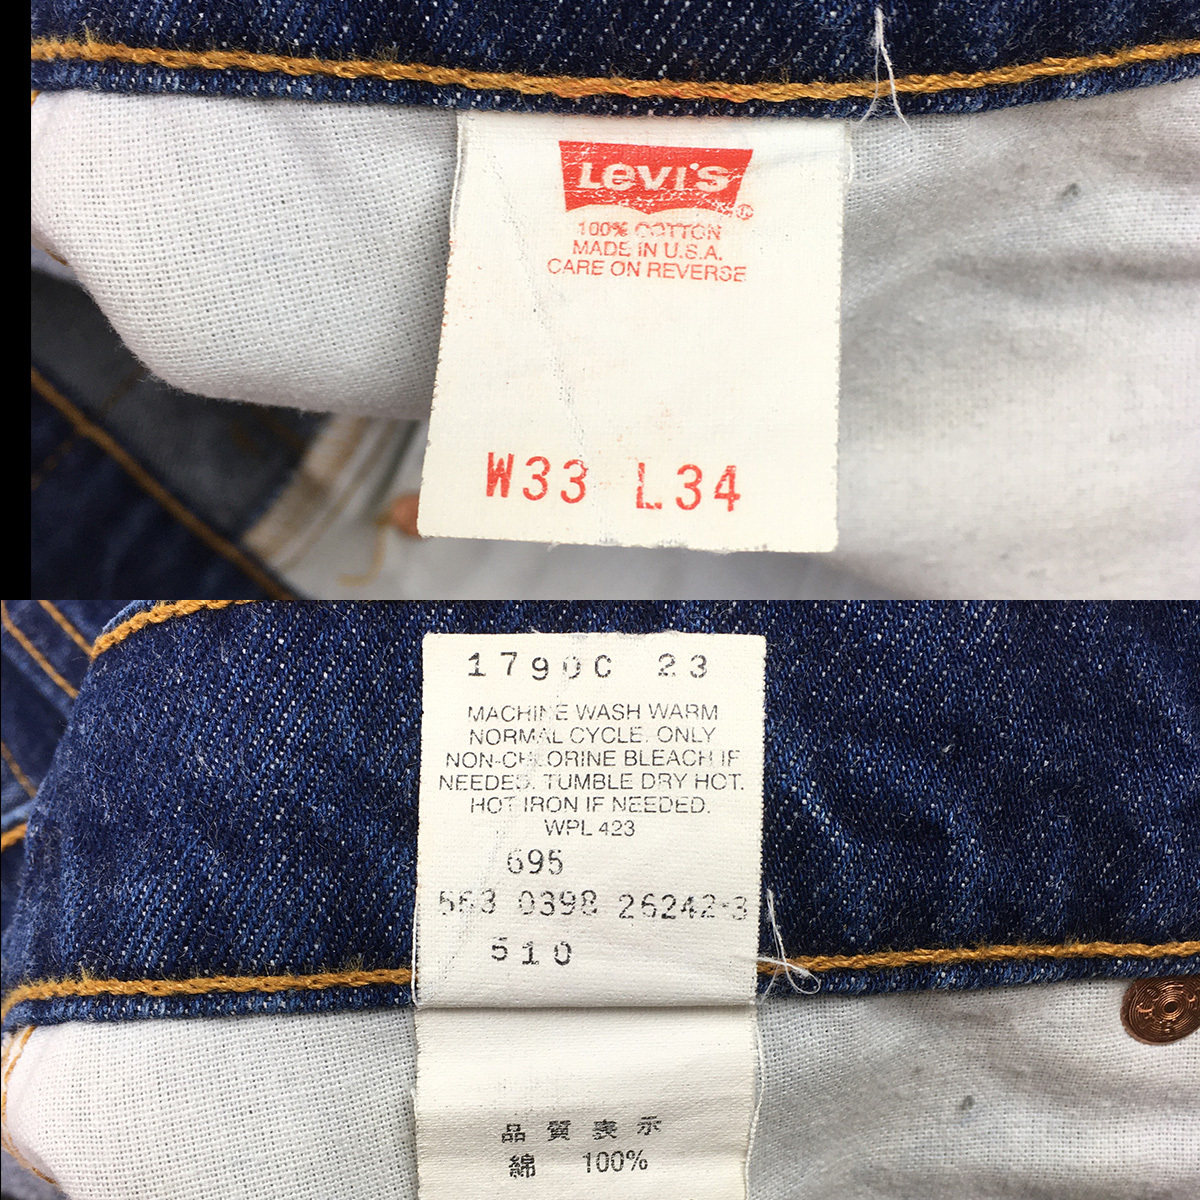 Levi's ®
100% COTTON
MADE IN U.S.A.
CARE ON REVERSE
W33 L34
1790C 23
MACHINE WASH WARM
NORMAL CYCLE. ONLY
NON-CHLORINE BLEACH IF
NEEDED. TUMBLE DRY HOT.
HOT IRON IF NEEDED.
WPL 423
695
563 0398 26242-3
510
品質表示
綿 100%